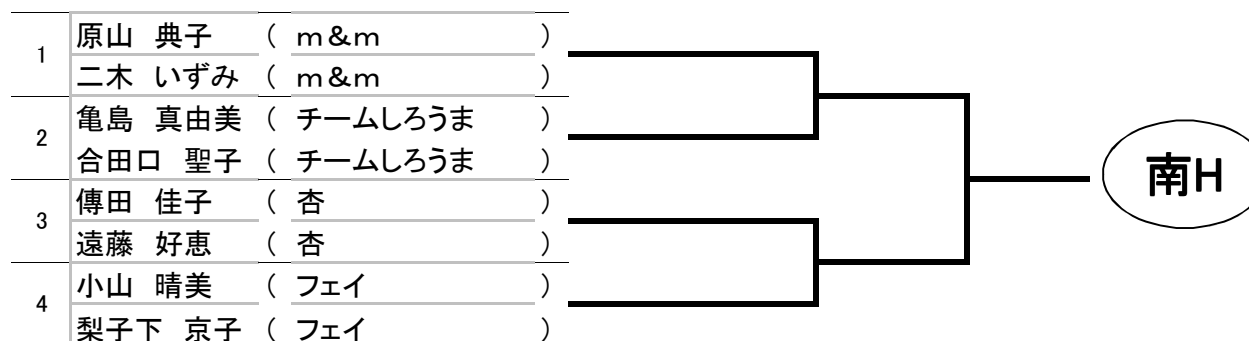 1
原山 典子 ( m&m )
二木 いずみ ( m&m )
2
亀島 真由美 ( チームしろうま )
合田口 聖子 ( チームしろうま )
3
傳田 佳子 ( 杏 )
遠藤 好恵 ( 杏 )
4
小山 晴美 ( フェイ )
梨子下 京子 ( フェイ )
南H